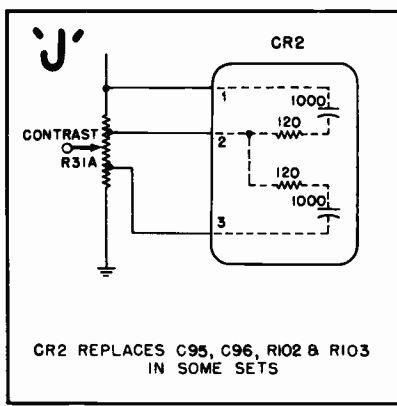 'J'
CR2
1
1000
120
CONTRAST
2
R31A
120
1000
3
CR2 REPLACES C95, C96, R102 & R103
IN SOME SETS